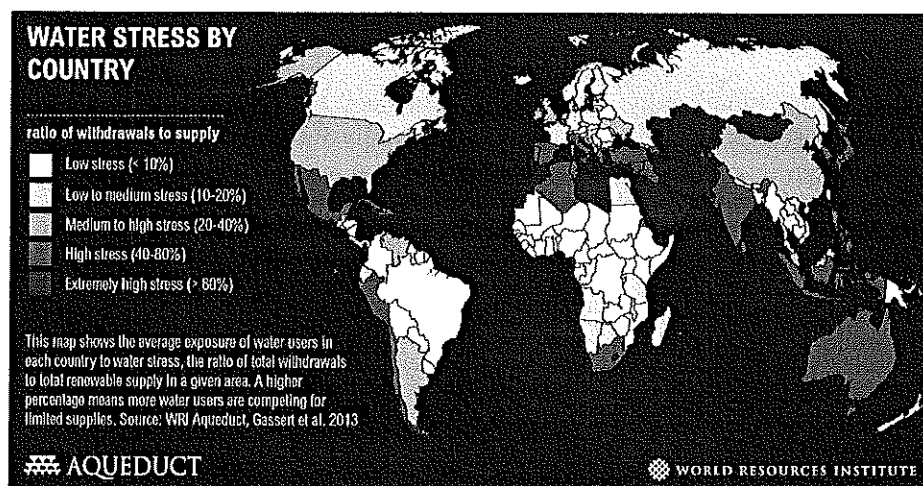 WATER STRESS BY
COUNTRY
ratio of withdrawals to supply
Low stress (< 10%)
Low to medium stress (10-20%)
Medium to high stress (20-40%)
High stress (40-80%)
Extremely high stress (> 80%)
This map shows the average exposure of water users in
each country to water stress, the ratio of total withdrawals
to total renewable supply in a given area. A higher
percentage means more water users are competing for
limited supplies. Source: WRI Aqueduct, Gassert et al. 2013
AQUEDUCT
WORLD RESOURCES INSTITUTE